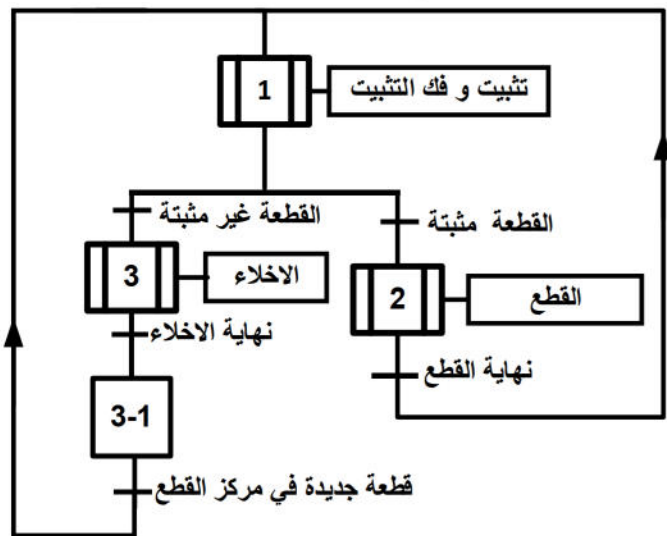 1
تثبيت و فك التثبيت
القطعة غير مثبتة
القطعة مثبتة
3
الاخلاء
2
القطع
نهاية الاخلاء
نهاية القطع
3-1
قطعة جديدة في مركز القطع